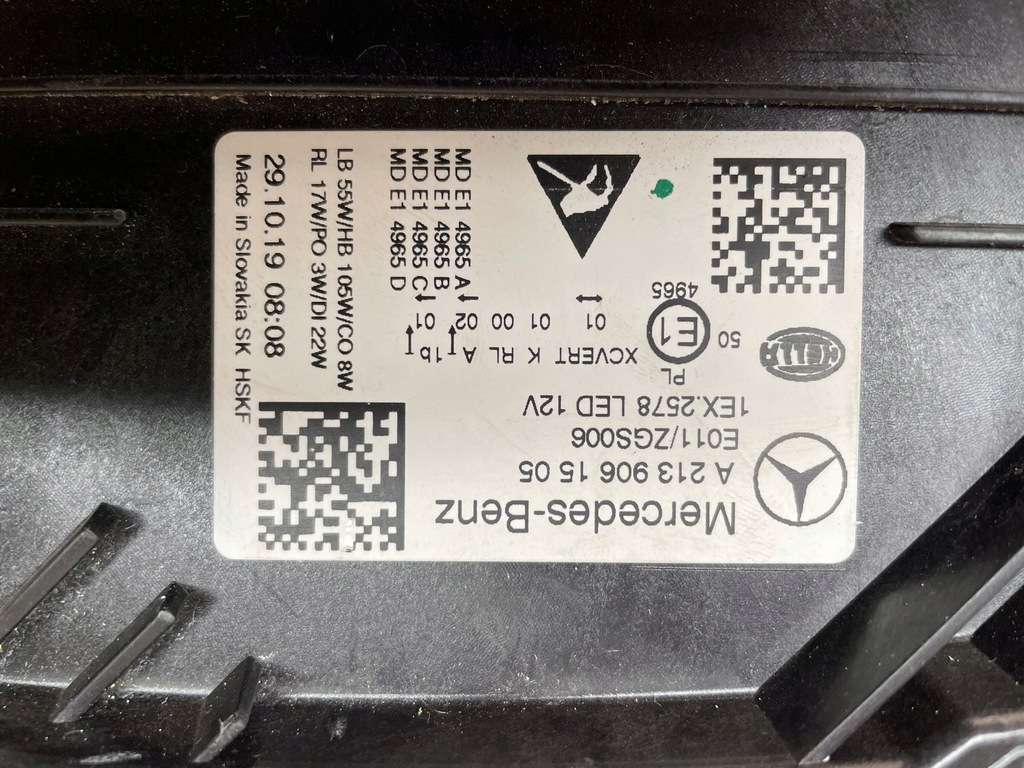 Mercedes-Benz
A 213 906 15 05
E011/ZGS006
1EX.2578 LED 12V
HELLA
PL
E1
50
4965
XCVERT K RL A 1b
01 01 00 02 01
MD E1 4965 A
MD E1 4965 B
MD E1 4965 C
MD E1 4965 D
LB 55W/HB 105W/CO 8W
RL 17W/PO 3W/DI 22W
29.10.19 08:08
Made in Slovakia SK HSKF